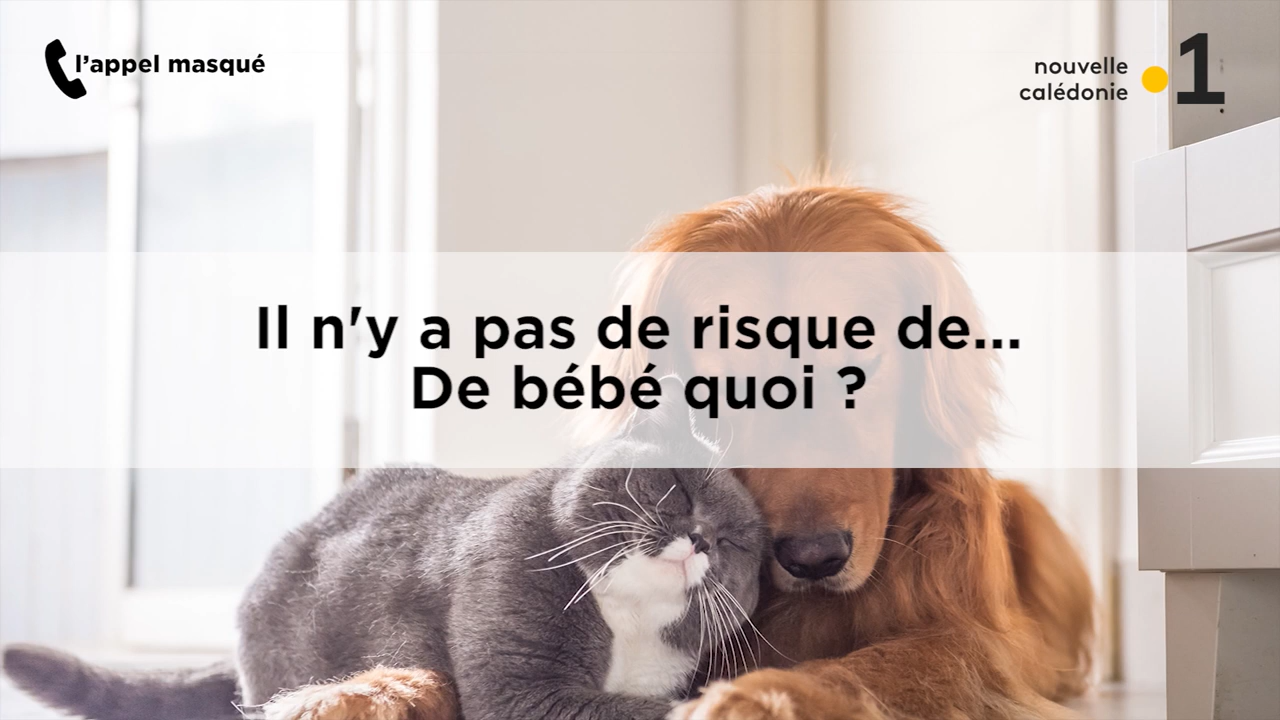 l'appel masqué
nouvelle
calédonie
1
Il n'y a pas de risque de...
De bébé quoi ?